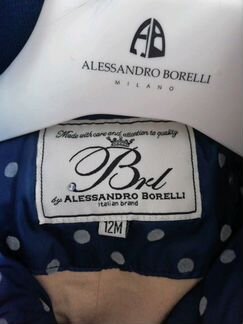 AB
ALESSANDRO BORELLI
MILANO
Made with care and attention to quality
Brl
by ALESSANDRO BORELLI
Italian brand
12M